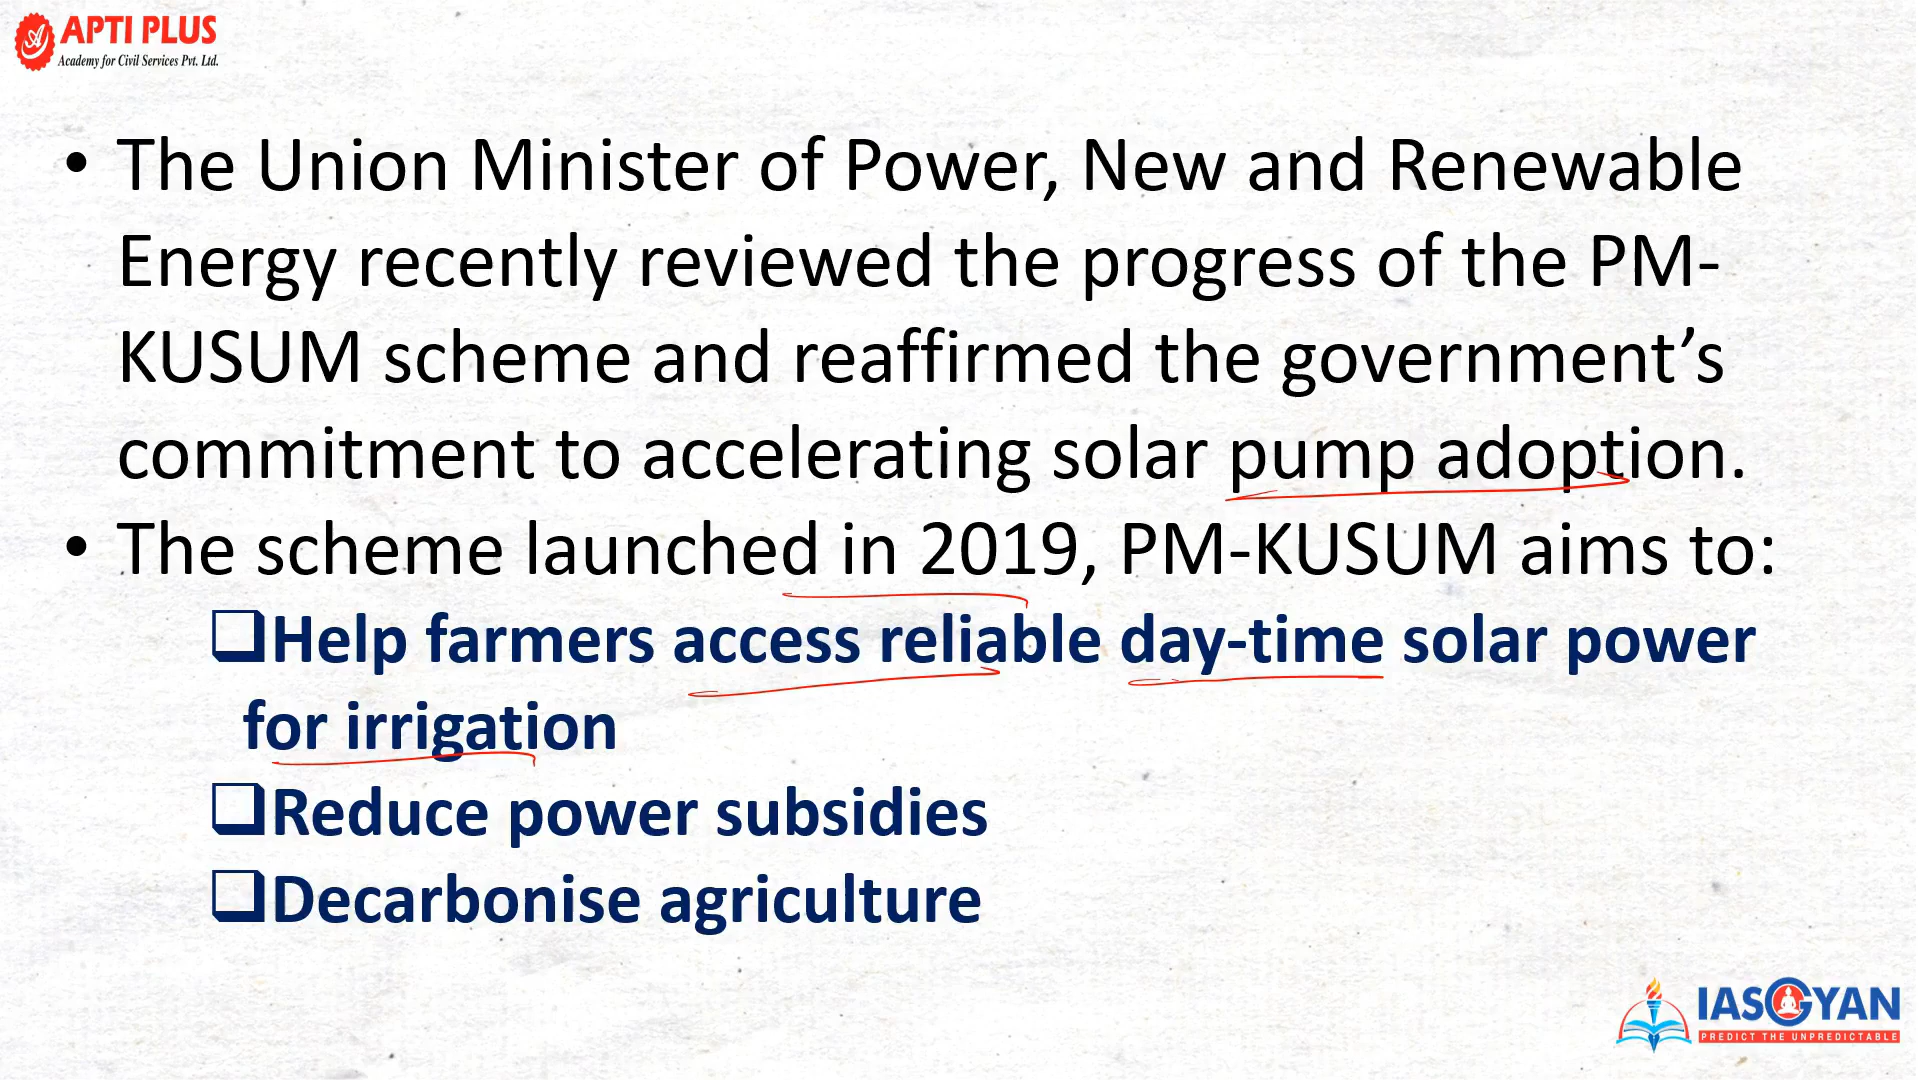 APTI PLUS
Academy for Civil Services Pvt. Ltd.
• The Union Minister of Power, New and Renewable
Energy recently reviewed the progress of the PM-
KUSUM scheme and reaffirmed the government’s
commitment to accelerating solar pump adoption.
• The scheme launched in 2019, PM-KUSUM aims to:
❑Help farmers access reliable day-time solar power
for irrigation
❑Reduce power subsidies
❑Decarbonise agriculture
IASGYAN
PREDICT THE UNPREDICTABLE